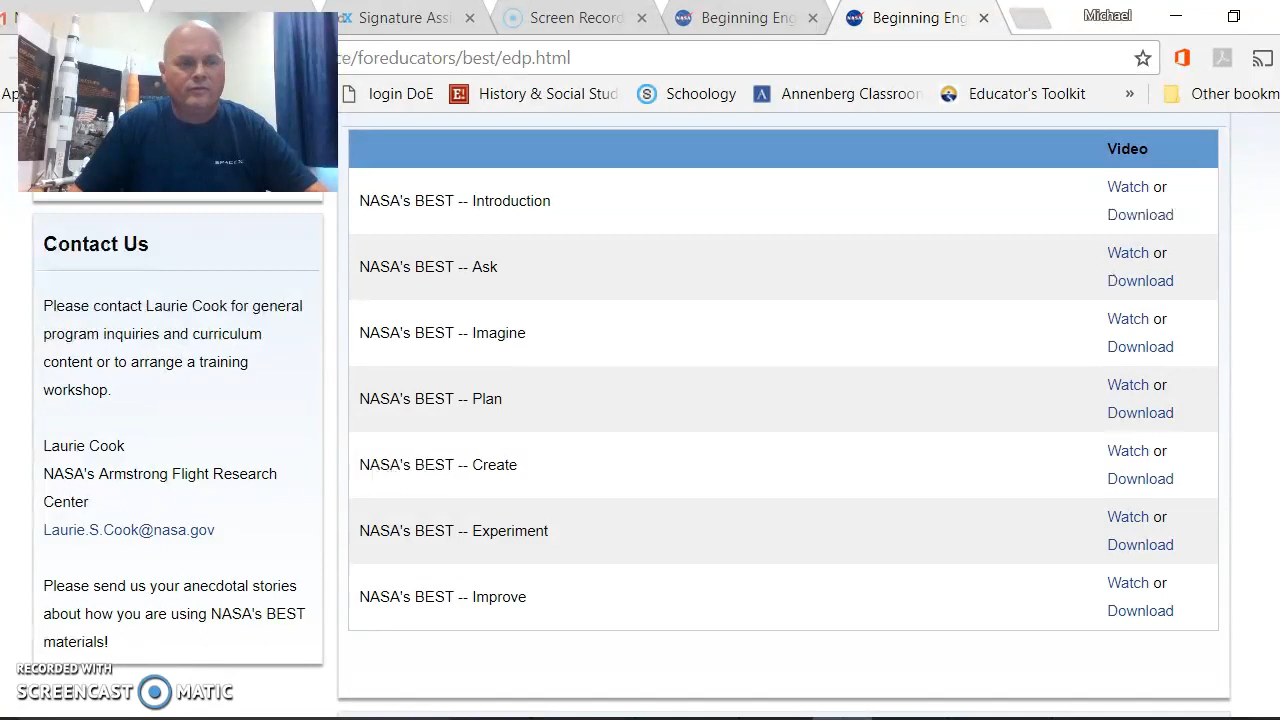 Signature Assi
Screen Record
Beginning Eng
Beginning Eng
Michael
ce/foreducators/best/edp.html
Ap
login DoE
E!
History & Social Stud
S
Schoology
A
Annenberg Classroon
Educator's Toolkit
»
Other bookm
SPACEX
Contact Us
Please contact Laurie Cook for general
program inquiries and curriculum
content or to arrange a training
workshop.
Laurie Cook
NASA's Armstrong Flight Research
Center
Laurie.S.Cook@nasa.gov
Please send us your anecdotal stories
about how you are using NASA's BEST
materials!
Video
NASA's BEST -- Introduction
Watch or
Download
NASA's BEST -- Ask
Watch or
Download
NASA's BEST -- Imagine
Watch or
Download
NASA's BEST -- Plan
Watch or
Download
NASA's BEST -- Create
Watch or
Download
NASA's BEST -- Experiment
Watch or
Download
NASA's BEST -- Improve
Watch or
Download
RECORDED WITH
SCREENCAST MATIC